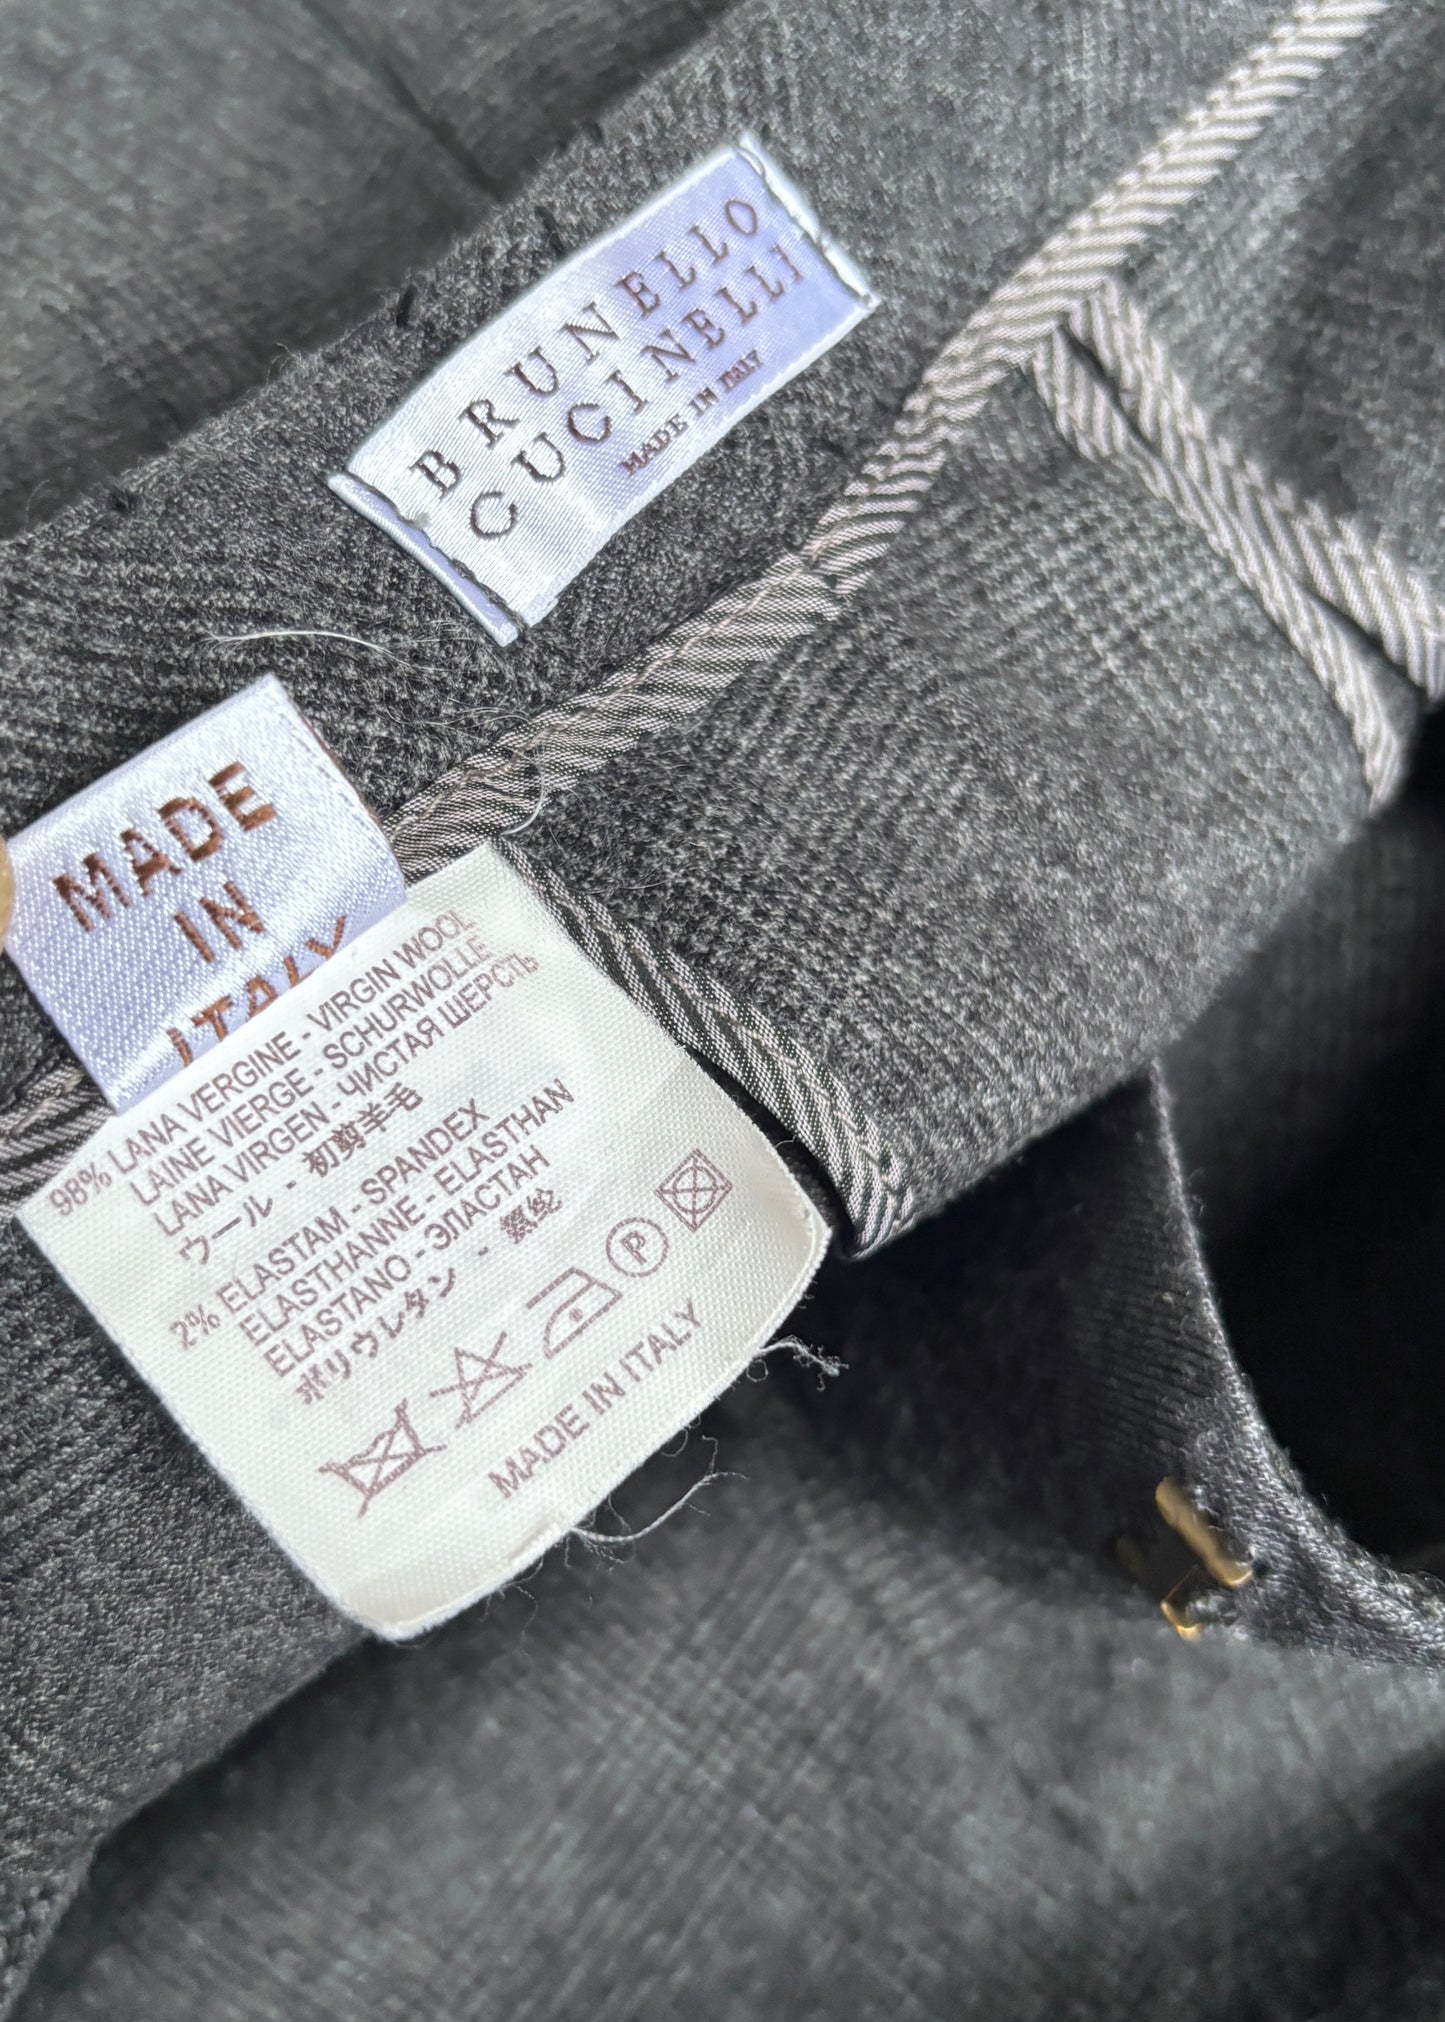 BRUNELLO
CUCINELLI
MADE IN ITALY
MADE
IN
ITALY
98% LANA VERGINE - VIRGIN WOOL
LAINE VIERGE - SCHURWOLLE
LANA VIRGEN - ЧИСТАЯ ШЕРСТЬ
ウール - 初剪羊毛
2% ELASTAM - SPANDEX
ELASTHANNE - ELASTHAN
ELASTANO - ЭЛАСТАН
ポリウレタン -
P
MADE IN ITALY